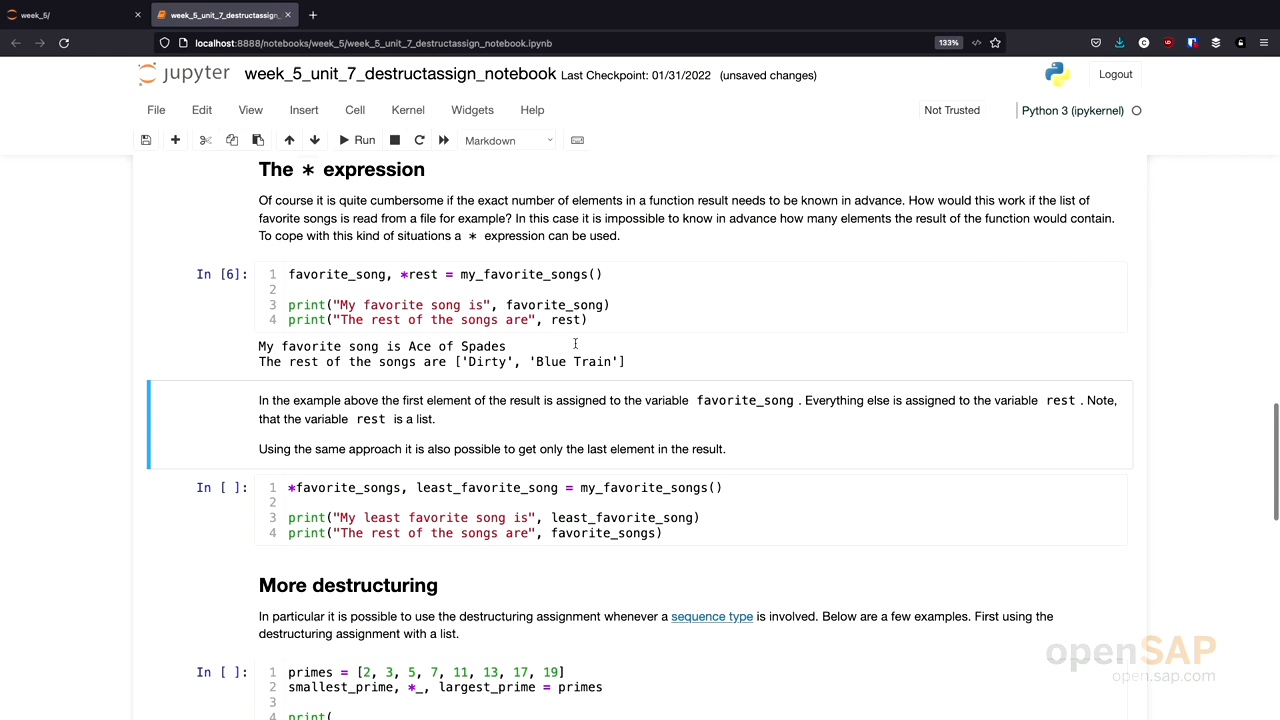 week_5/
week_5_unit_7_destructassign_
localhost:8888/notebooks/week_5/week_5_unit_7_destructassign_notebook.ipynb
133%
jupyter week_5_unit_7_destructassign_notebook Last Checkpoint: 01/31/2022 (unsaved changes)
Logout
File Edit View Insert Cell Kernel Widgets Help
Not Trusted
Python 3 (ipykernel)
Run
Markdown
The * expression
Of course it is quite cumbersome if the exact number of elements in a function result needs to be known in advance. How would this work if the list of
favorite songs is read from a file for example? In this case it is impossible to know in advance how many elements the result of the function would contain.
To cope with this kind of situations a * expression can be used.
In [6]:
1 favorite_song, *rest = my_favorite_songs()
2
3 print("My favorite song is", favorite_song)
4 print("The rest of the songs are", rest)
My favorite song is Ace of Spades
The rest of the songs are ['Dirty', 'Blue Train']
In the example above the first element of the result is assigned to the variable favorite_song . Everything else is assigned to the variable rest . Note,
that the variable rest is a list.
Using the same approach it is also possible to get only the last element in the result.
In [ ]:
1 *favorite_songs, least_favorite_song = my_favorite_songs()
2
3 print("My least favorite song is", least_favorite_song)
4 print("The rest of the songs are", favorite_songs)
More destructuring
In particular it is possible to use the destructuring assignment whenever a sequence type is involved. Below are a few examples. First using the
destructuring assignment with a list.
In [ ]:
1 primes = [2, 3, 5, 7, 11, 13, 17, 19]
2 smallest_prime, *_, largest_prime = primes
3
4 print(
openSAP
open.sap.com